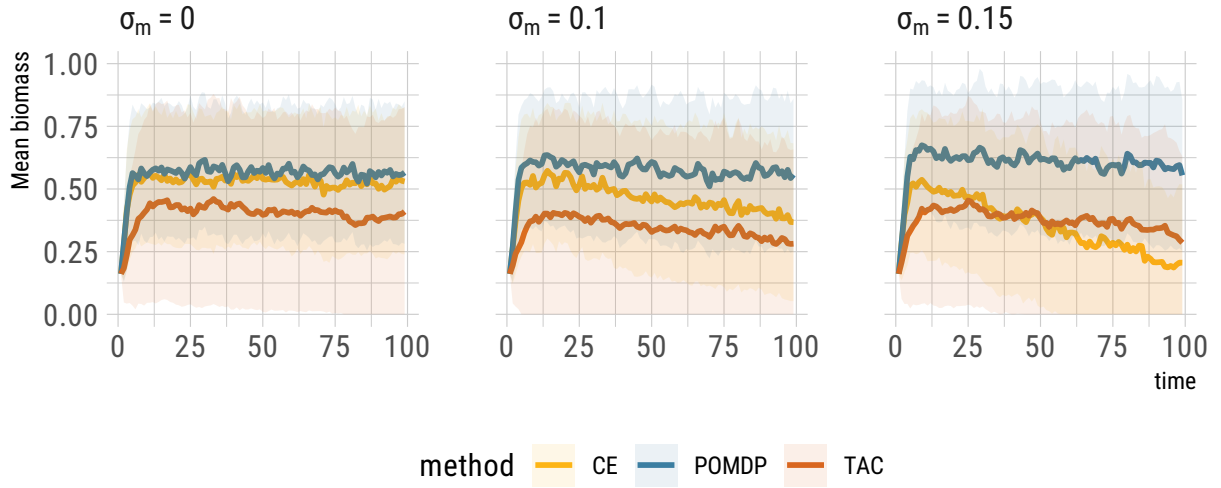 σm = 0
σm = 0.1
σm = 0.15
Mean biomass
1.00
0.75
0.50
0.25
0.00
0 25 50 75 100
0 25 50 75 100
0 25 50 75 100
time
method CE POMDP TAC